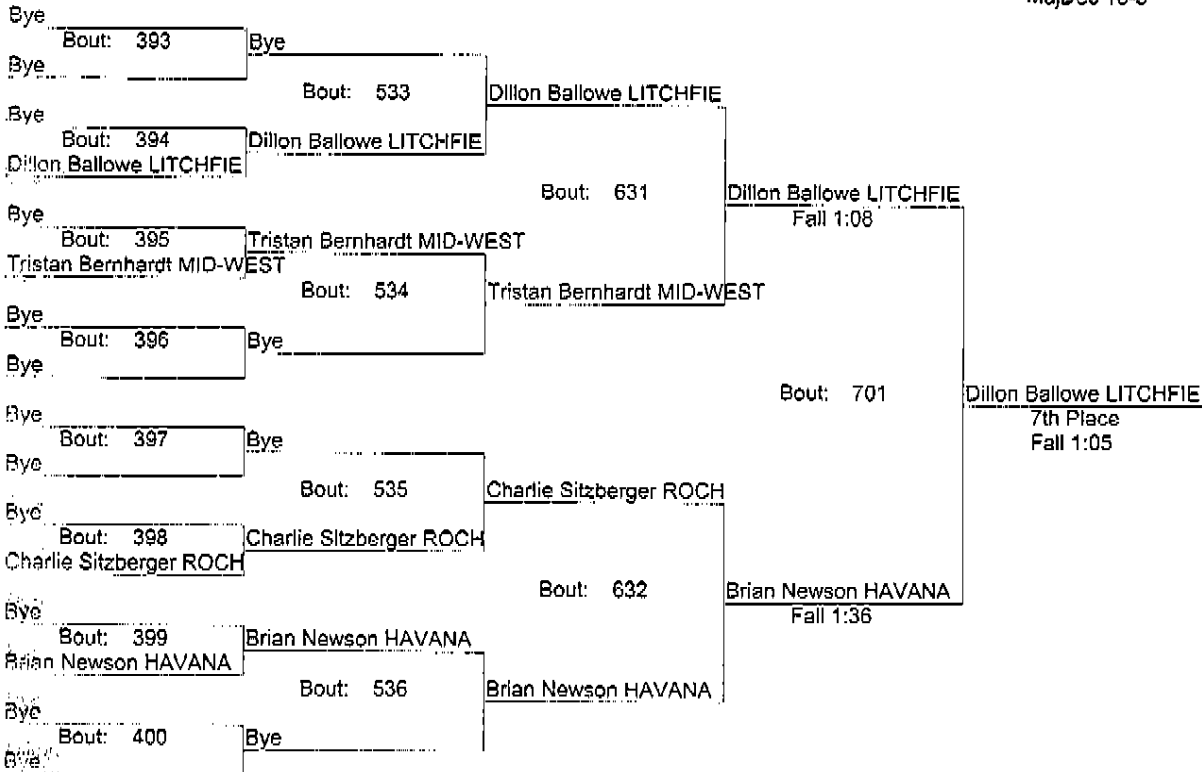 Bye
Bout: 393 Bye
Bye
Bout: 533 Dillon Ballowe LITCHFIE
Bye
Bout: 394 Dillon Ballowe LITCHFIE
Dillon Ballowe LITCHFIE
Bout: 631 Dillon Ballowe LITCHFIE
Fall 1:08
Bye
Bout: 395 Tristan Bernhardt MID-WEST
Tristan Bernhardt MID-WEST
Bout: 534 Tristan Bernhardt MID-WEST
Bye
Bout: 396 Bye
Bye
Bout: 701 Dillon Ballowe LITCHFIE
7th Place
Fall 1:05
Bye
Bout: 397 Bye
Bye
Bout: 535 Charlie Sitzberger ROCH
Bye
Bout: 398 Charlie Sitzberger ROCH
Charlie Sitzberger ROCH
Bout: 632 Brian Newson HAVANA
Fall 1:36
Bye
Bout: 399 Brian Newson HAVANA
Brian Newson HAVANA
Bout: 536 Brian Newson HAVANA
Bye
Bout: 400 Bye
Bye